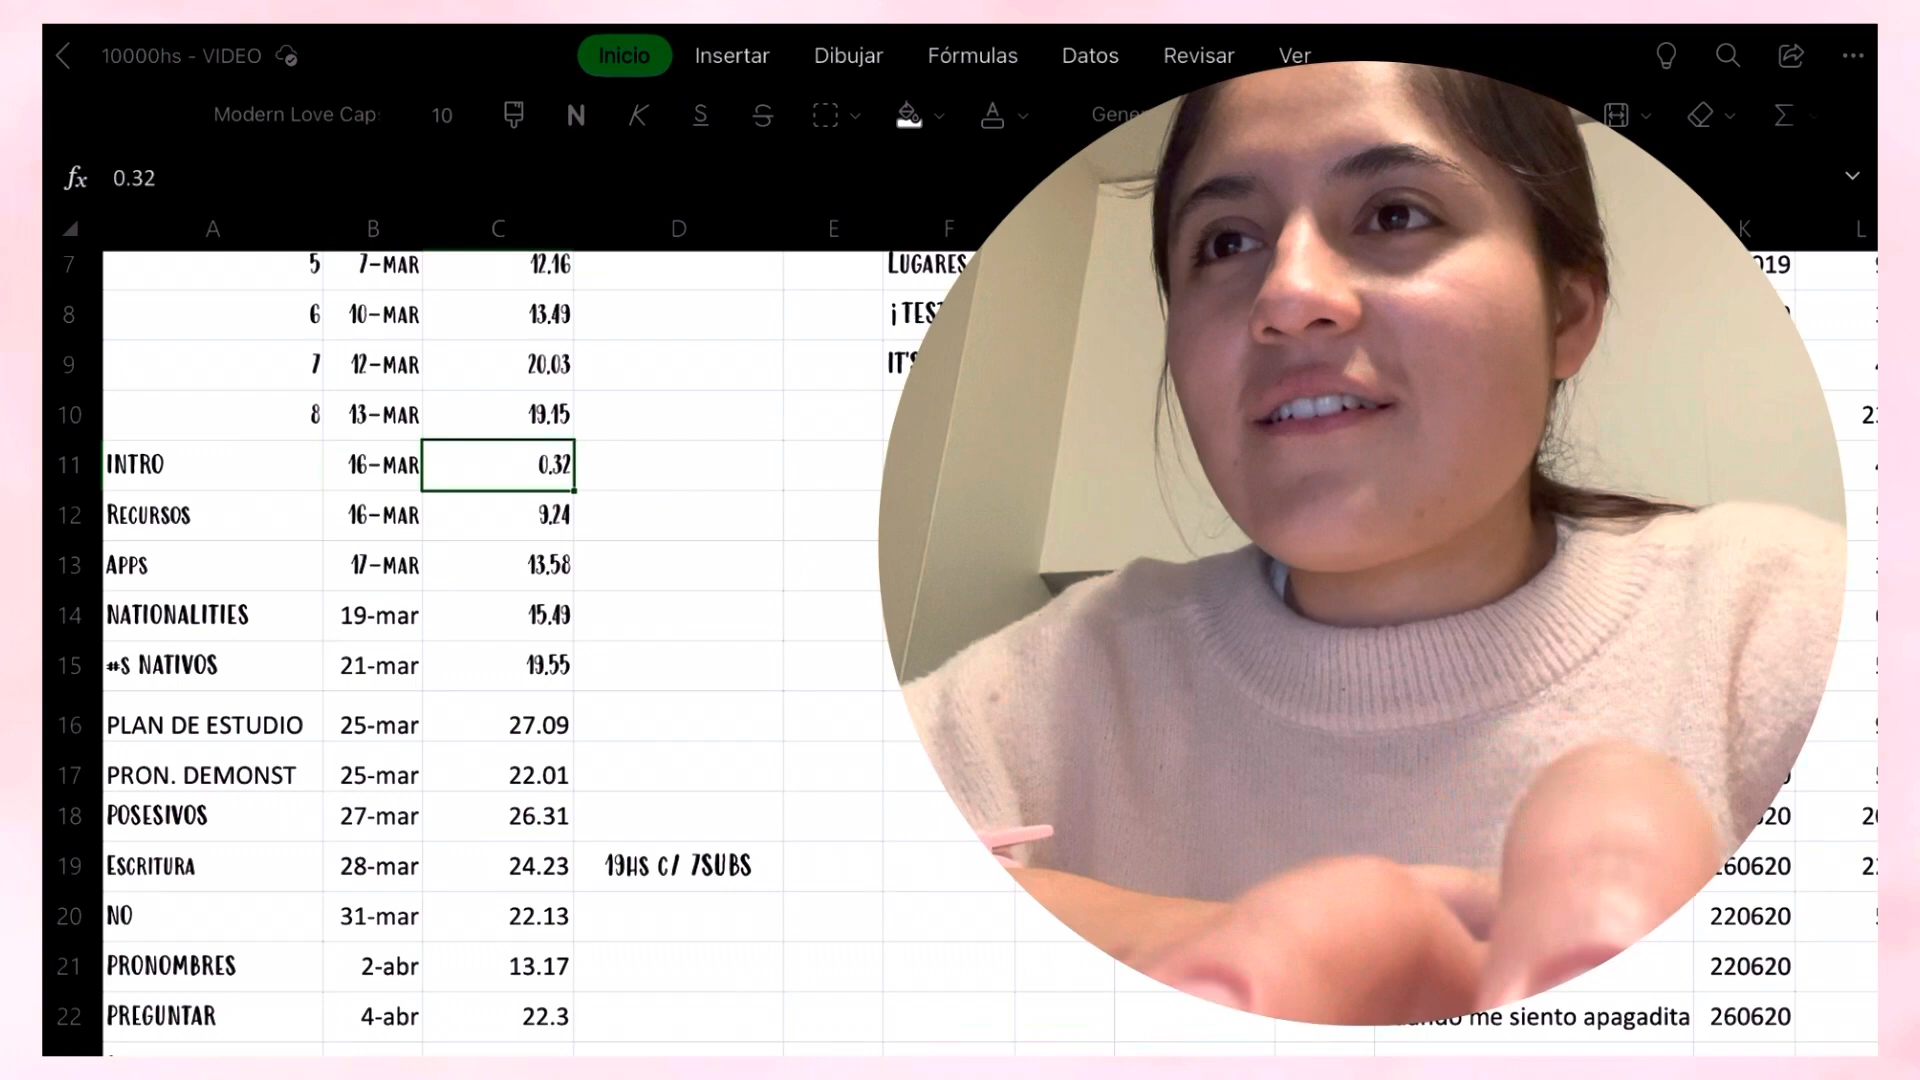 10000hs - VIDEO Inicio Insertar Dibujar Fórmulas Datos Revisar Ver
Modern Love Cap 10 N K S S A Σ
fx 0.32
A B C D E F K L
7 5 7-MAR 12.16 LUGARES
8 6 10-MAR 13.49
9 7 12-MAR 20.03
10 8 13-MAR 19.15
11 INTRO 16-MAR 0.32
12 RECURSOS 16-MAR 9.24
13 APPS 17-MAR 13.58
14 NATIONALITIES 19-mar 15.49
15 #S NATIVOS 21-mar 19.55
16 PLAN DE ESTUDIO 25-mar 27.09
17 PRON. DEMONST 25-mar 22.01
18 POSESIVOS 27-mar 26.31
19 ESCRITURA 28-mar 24.23 19HS C/ 7SUBS
20 NO 31-mar 22.13 220620
21 PRONOMBRES 2-abr 13.17 220620
22 PREGUNTAR 4-abr 22.3 me siento apagadita 260620